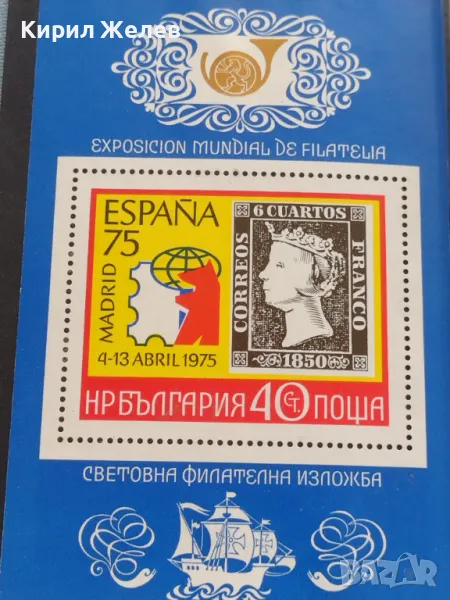 Кирил Желев
EXPOSICION MUNDIAL DE FILATELIA
ESPAÑA
75
MADRID
4-13 ABRIL 1975
6 CUARTOS
CORREOS
FRANCO
1850
НР БЪЛГАРИЯ 40 СТ. ПОЩА
СВЕТОВНА ФИЛАТЕЛНА ИЗЛОЖБА
BAZAR